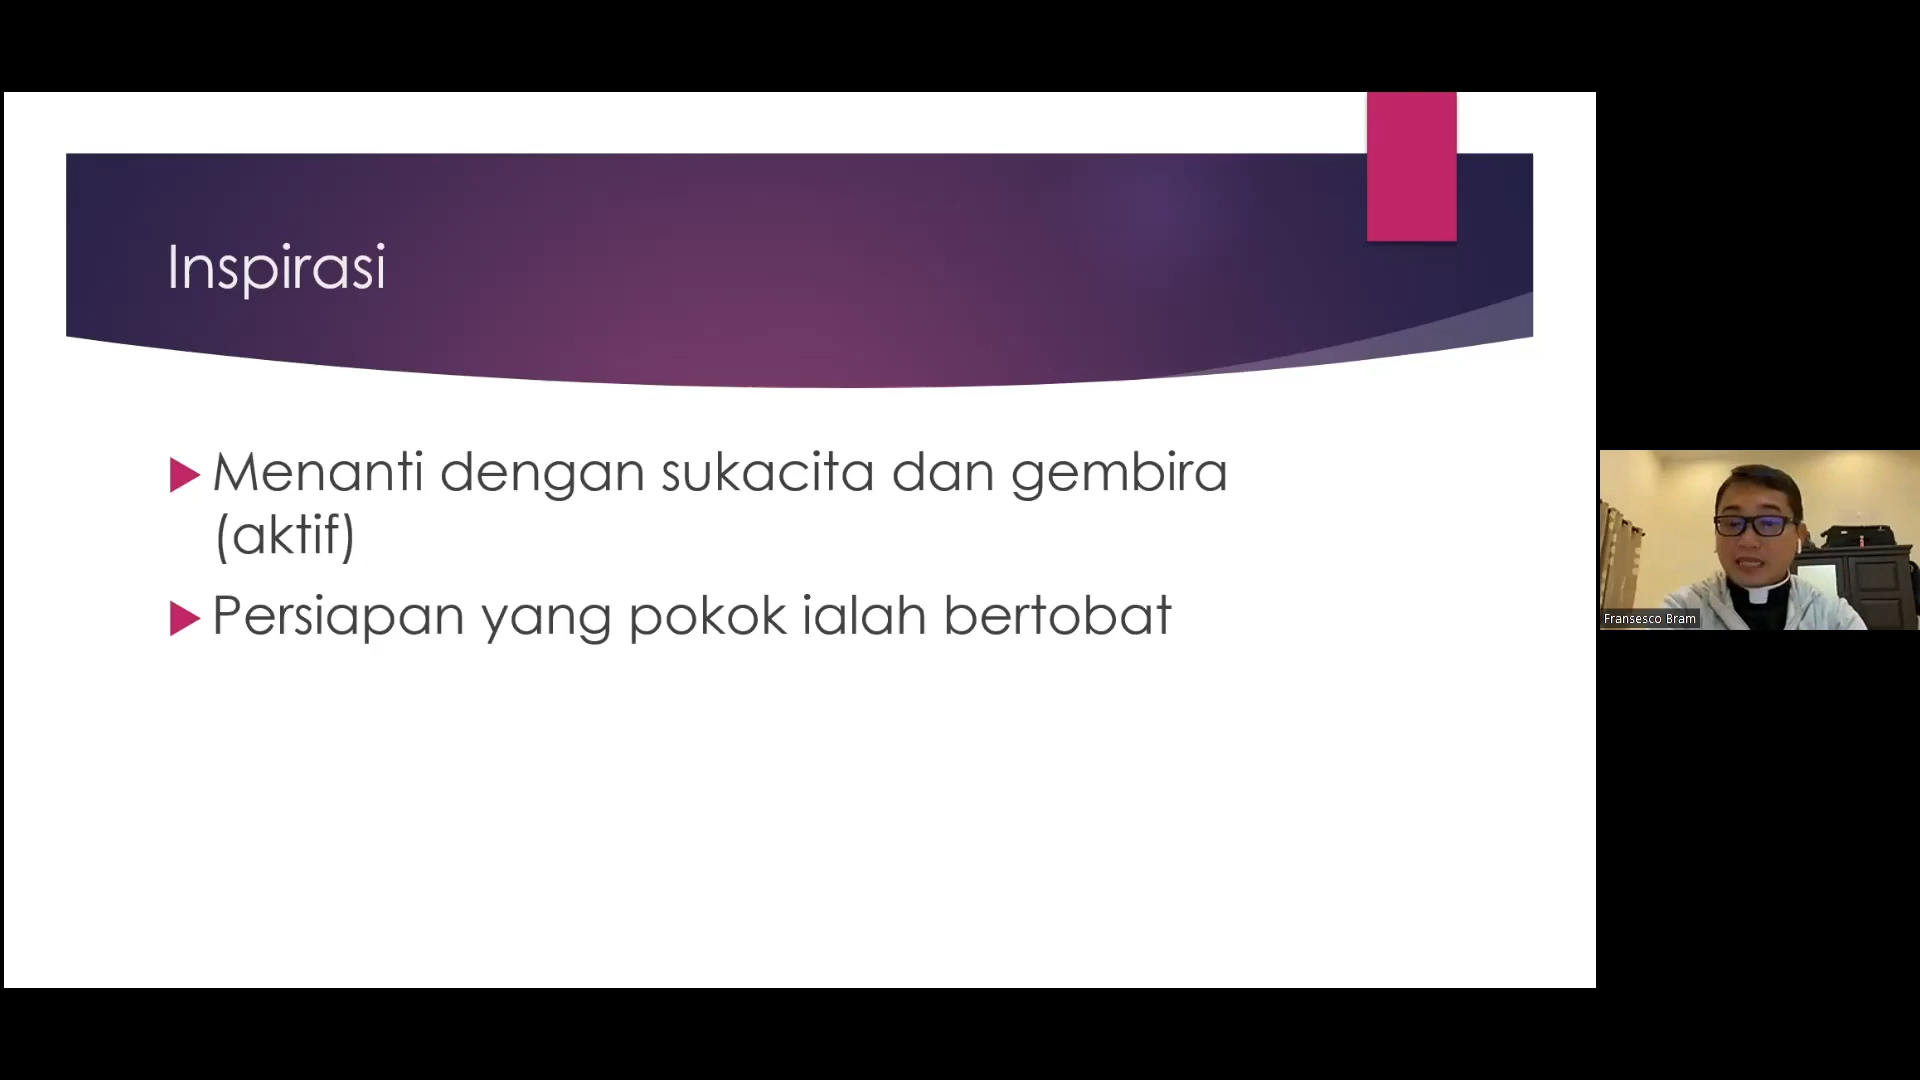 Inspirasi
Menanti dengan sukacita dan gembira
(aktif)
Persiapan yang pokok ialah bertobat
Fransesco Bram